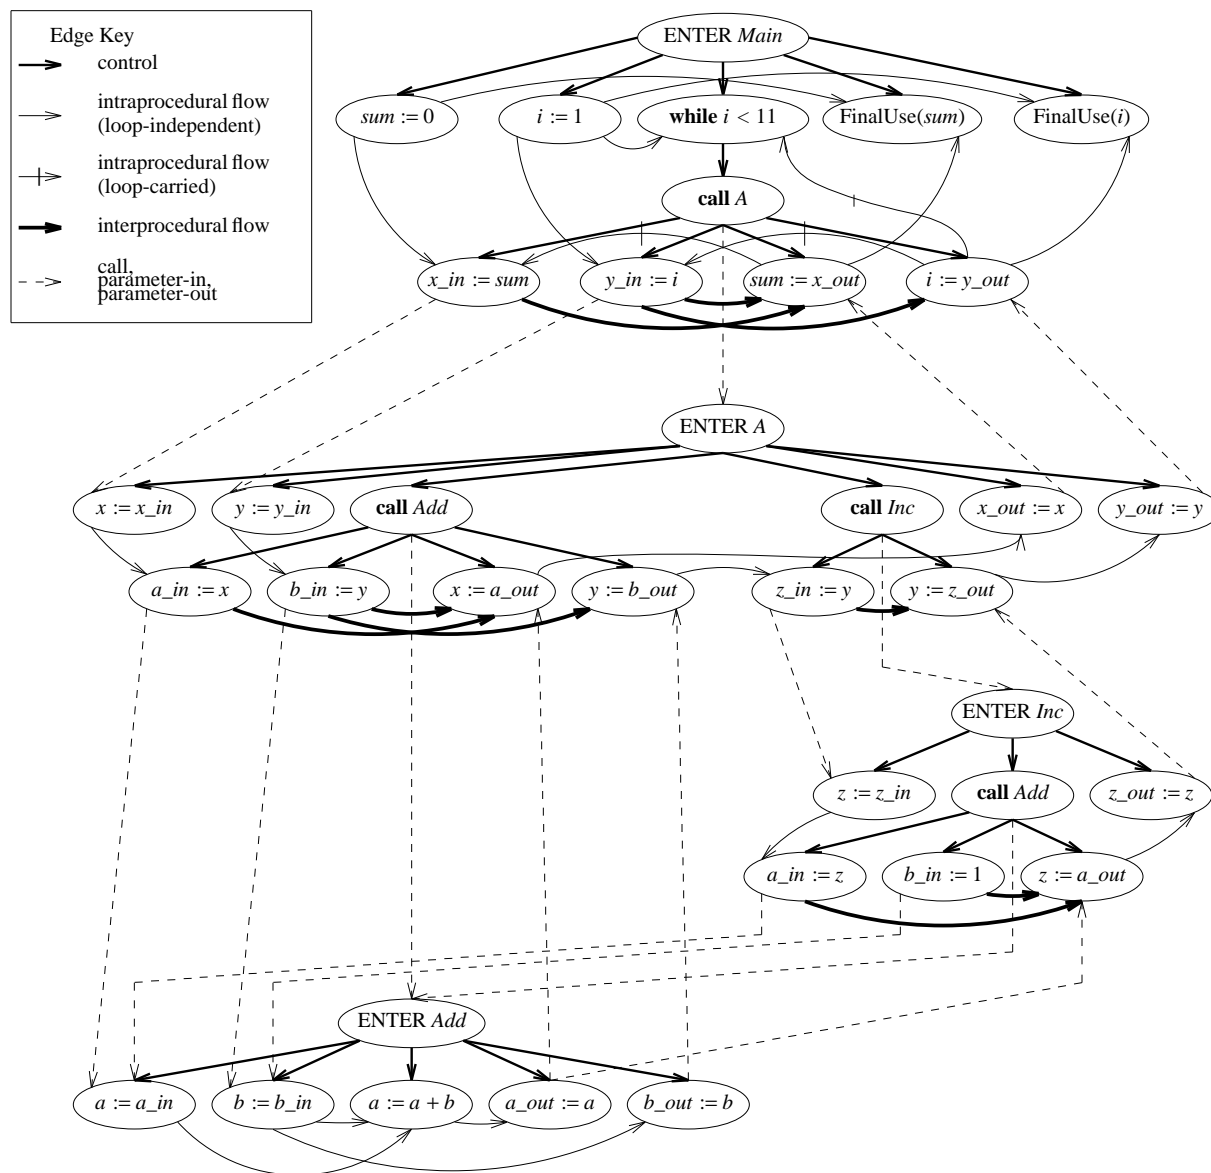 Edge Key
control
intraprocedural flow
(loop-independent)
intraprocedural flow
(loop-carried)
interprocedural flow
call,
parameter-in,
parameter-out
ENTER Main
sum := 0
i := 1
while i < 11
FinalUse(sum)
FinalUse(i)
call A
x_in := sum
y_in := i
sum := x_out
i := y_out
ENTER A
x := x_in
y := y_in
call Add
call Inc
x_out := x
y_out := y
a_in := x
b_in := y
x := a_out
y := b_out
z_in := y
y := z_out
ENTER Inc
z := z_in
call Add
z_out := z
a_in := z
b_in := 1
z := a_out
ENTER Add
a := a_in
b := b_in
a := a + b
a_out := a
b_out := b